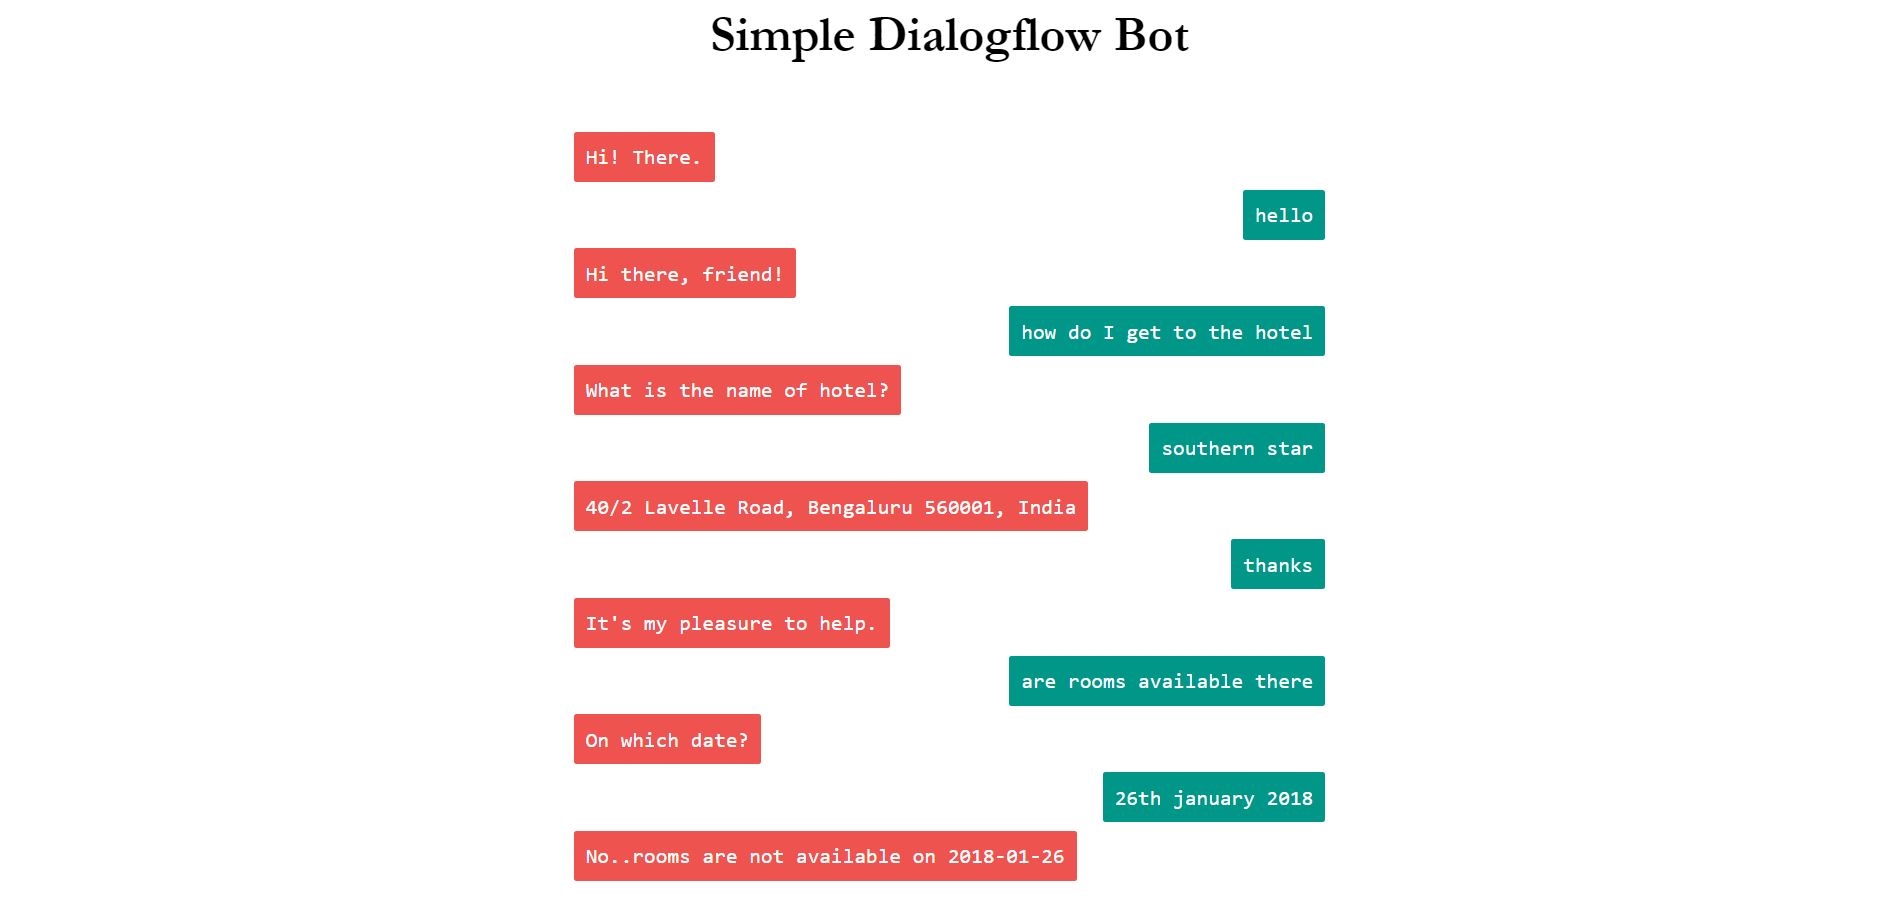 Simple Dialogflow Bot
Hi! There.
hello
Hi there, friend!
how do I get to the hotel
What is the name of hotel?
southern star
40/2 Lavelle Road, Bengaluru 560001, India
thanks
It's my pleasure to help.
are rooms available there
On which date?
26th january 2018
No..rooms are not available on 2018-01-26